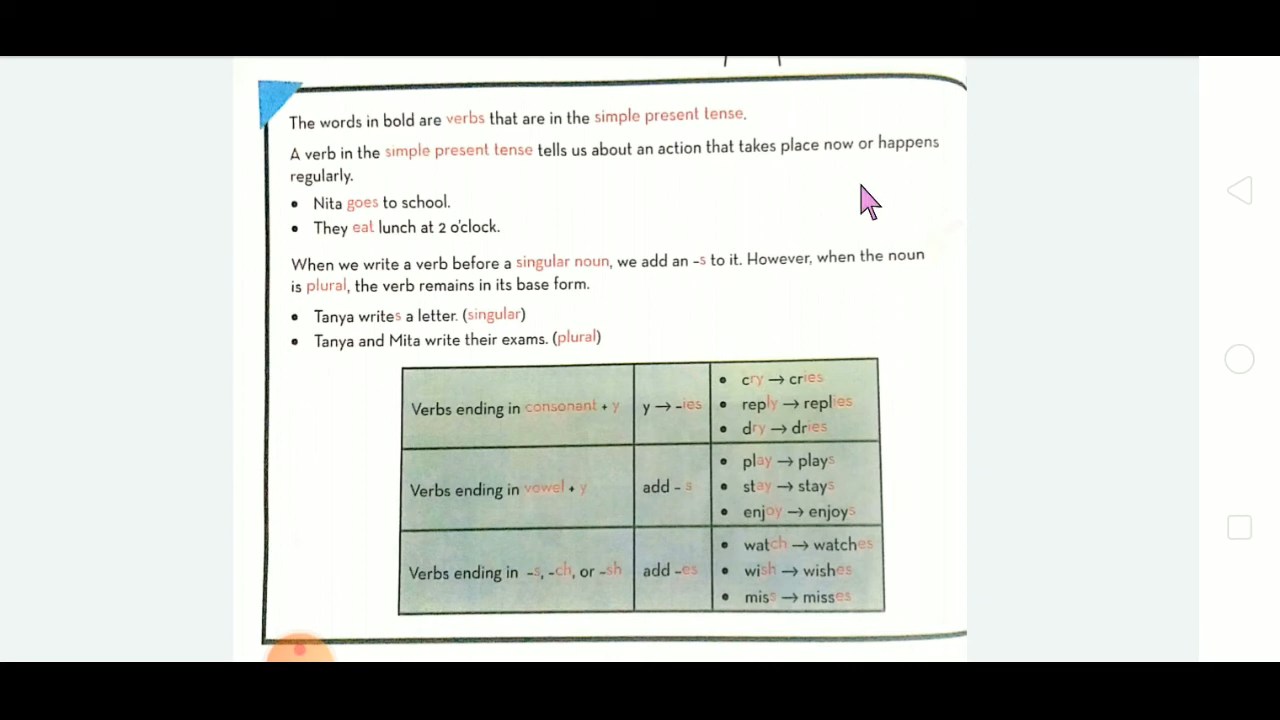 The words in bold are verbs that are in the simple present tense.
A verb in the simple present tense tells us about an action that takes place now or happens
regularly.
• Nita goes to school.
• They eat lunch at 2 o'clock.
When we write a verb before a singular noun, we add an -s to it. However, when the noun
is plural, the verb remains in its base form.
• Tanya writes a letter. (singular)
• Tanya and Mita write their exams. (plural)
Verbs ending in consonant + y
y → -ies
• cry → cries
• reply → replies
• dry → dries
Verbs ending in vowel + y
add - s
• play → plays
• stay → stays
• enjoy → enjoys
Verbs ending in -s, -ch, or -sh
add -es
• watch → watches
• wish → wishes
• miss → misses